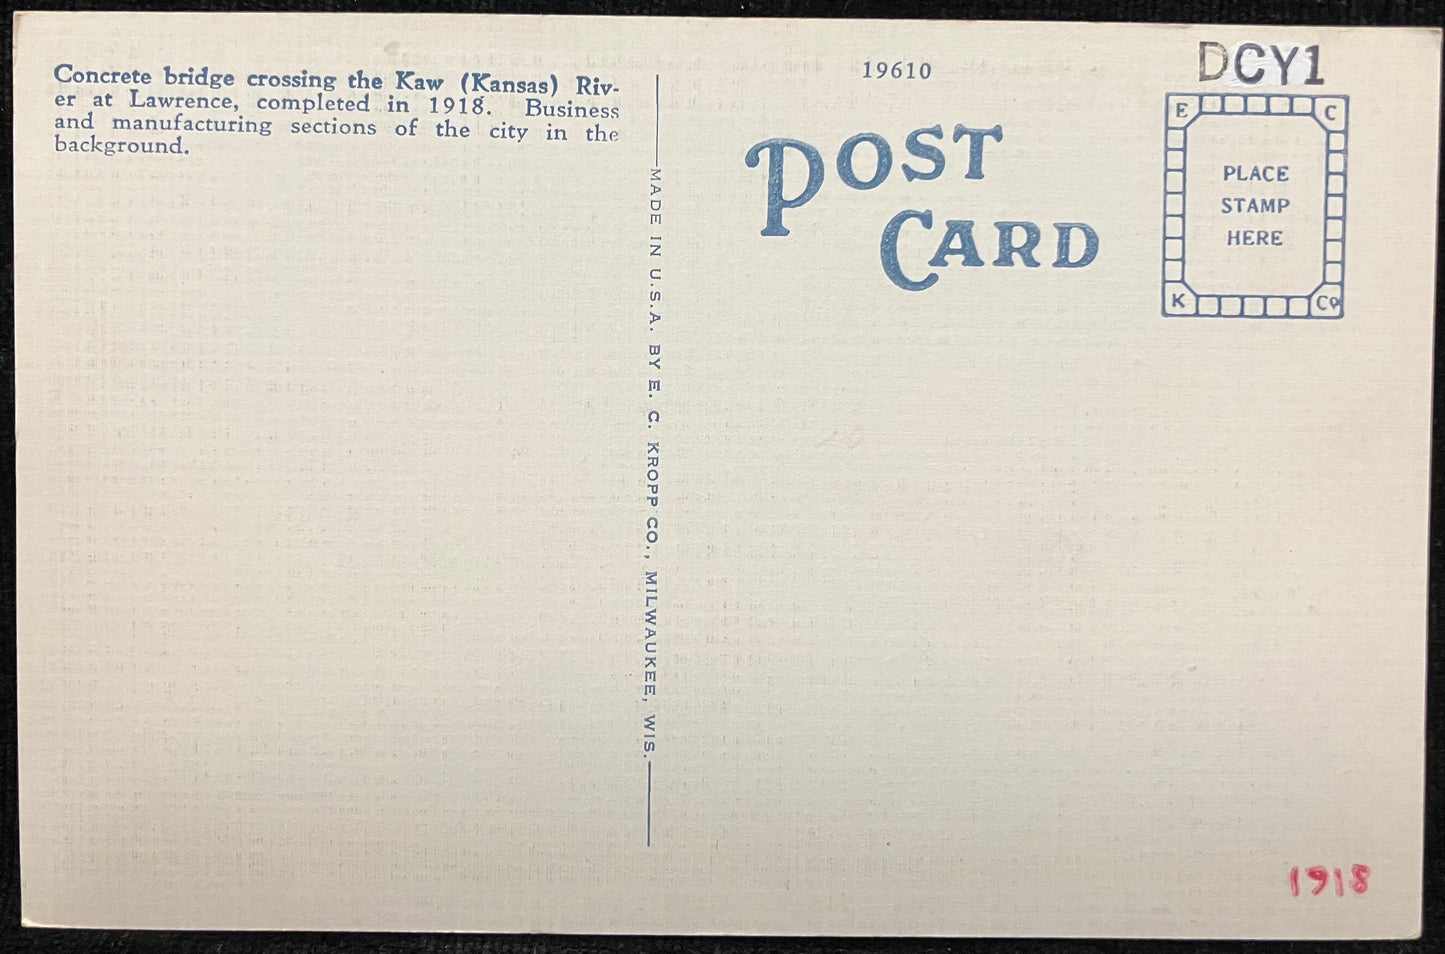 Concrete bridge crossing the Kaw (Kansas) Riv-
er at Lawrence, completed in 1918. Business
and manufacturing sections of the city in the
background.
MADE IN U.S.A. BY E. C. KROPP CO., MILWAUKEE, WIS.
19610
POST
CARD
DCY1
E C
PLACE
STAMP
HERE
K Co
1918